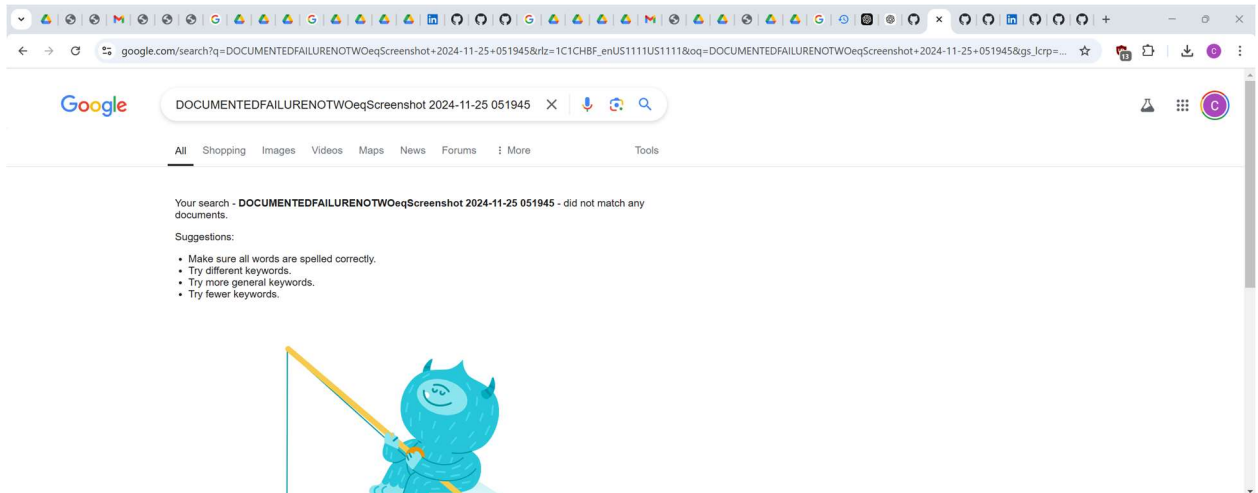 google.com/search?q=DOCUMENTEDFAILURENOTWOeqScreenshot+2024-11-25+051945&rlz=1C1CHBF_enUS1111US1111&oq=DOCUMENTEDFAILURENOTWOeqScreenshot+2024-11-25+051945&gs_lcrp=...
13
C
Google
DOCUMENTEDFAILURENOTWOeqScreenshot 2024-11-25 051945
C
All Shopping Images Videos Maps News Forums More Tools
Your search - DOCUMENTEDFAILURENOTWOeqScreenshot 2024-11-25 051945 - did not match any
documents.
Suggestions:
• Make sure all words are spelled correctly.
• Try different keywords.
• Try more general keywords.
• Try fewer keywords.